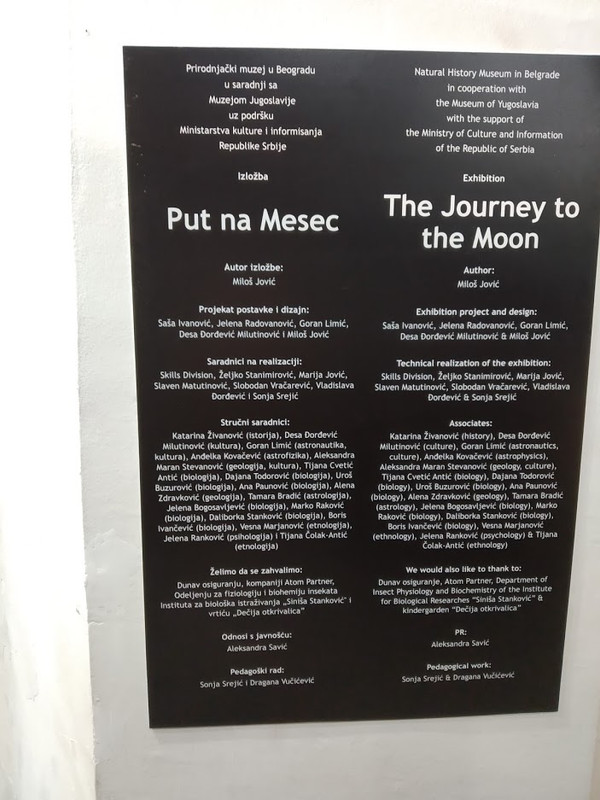 Prirodnjački muzej u Beogradu
u saradnji sa
Muzejom Jugoslavije
uz podršku
Ministarstva kulture i informisanja
Republike Srbije
Izložba
Put na Mesec
Autor izložbe:
Miloš Jović
Projekat postavke i dizajn:
Saša Ivanović, Jelena Radovanović, Goran Limić,
Desa Đorđević Milutinović i Miloš Jović
Saradnici na realizaciji:
Skills Division, Željko Stanimirović, Marija Jović,
Slaven Matutinović, Slobodan Vračarević, Vladislava
Đorđević i Sonja Srejić
Stručni saradnici:
Katarina Živanović (istorija), Desa Đorđević
Milutinović (kultura), Goran Limić (astronautika,
kultura), Anđelka Kovačević (astrofizika), Aleksandra
Maran Stevanović (geologija, kultura), Tijana Cvetić
Antić (biologija), Dajana Todorović (biologija), Uroš
Buzurović (biologija), Ana Paunović (biologija), Alena
Zdravković (geologija), Tamara Bradić (astrologija),
Jelena Bogosavljević (biologija), Marko Raković
(biologija), Daliborka Stanković (biologija), Boris
Ivančević (biologija), Vesna Marjanović (etnologija),
Jelena Ranković (psihologija) i Tijana Čolak-Antić
(etnologija)
Želimo da se zahvalimo:
Dunav osiguranju, kompaniji Atom Partner,
Odeljenju za fiziologiju i biohemiju insekata
Instituta za biološka istraživanja „Siniša Stanković" i
vrtiću „Dečija otkrivalica”
Odnosi s javnošću:
Aleksandra Savić
Pedagoški rad:
Sonja Srejić i Dragana Vučićević
Natural History Museum in Belgrade
in cooperation with
the Museum of Yugoslavia
with the support of
the Ministry of Culture and Information
of the Republic of Serbia
Exhibition
The Journey to
the Moon
Author:
Miloš Jović
Exhibition project and design:
Saša Ivanović, Jelena Radovanović, Goran Limić,
Desa Đorđević Milutinović & Miloš Jović
Technical realization of the exhibition:
Skills Division, Željko Stanimirović, Marija Jović,
Slaven Matutinović, Slobodan Vračarević, Vladislava
Đorđević & Sonja Srejić
Associates:
Katarina Živanović (history), Desa Đorđević
Milutinović (culture), Goran Limić (astronautics,
culture), Anđelka Kovačević (astrophysics),
Aleksandra Maran Stevanović (geology, culture),
Tijana Cvetić Antić (biology), Dajana Todorović
(biology), Uroš Buzurović (biology), Ana Paunović
(biology), Alena Zdravković (geology), Tamara Bradić
(astrology), Jelena Bogosavljević (biology), Marko
Raković (biology), Daliborka Stanković (biology),
Boris Ivančević (biology), Vesna Marjanović
(ethnology), Jelena Ranković (psychology) & Tijana
Čolak-Antić (ethnology)
We would also like to thank to:
Dunav osiguranje, Atom Partner, Department of
Insect Physiology and Biochemistry of the Institute
for Biological Researches “Siniša Stanković” &
kindergarden “Dečija otkrivalica”
PR:
Aleksandra Savić
Pedagogical work:
Sonja Srejić & Dragana Vučićević